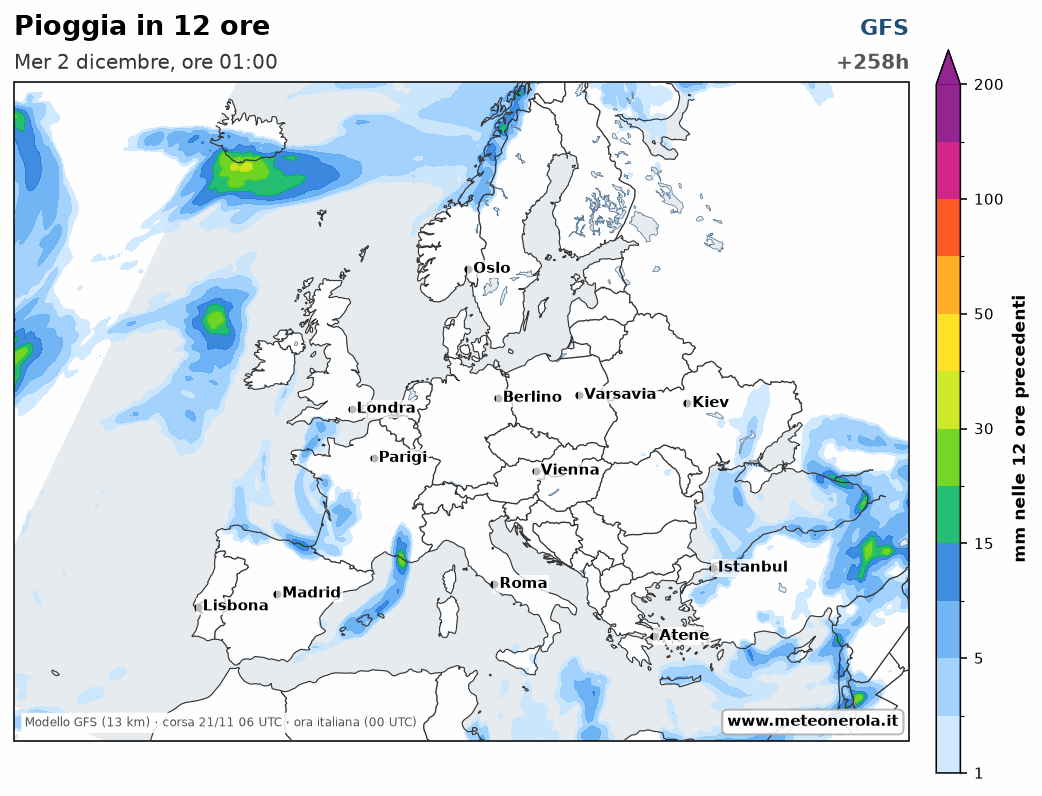 Pioggia in 12 ore
GFS
Mer 2 dicembre, ore 01:00
+258h
200
100
50
30
15
5
1
mm nelle 12 ore precedenti
Oslo
Londra
Berlino
Varsavia
Kiev
Parigi
Vienna
Istanbul
Roma
Madrid
Lisbona
Atene
Modello GFS (13 km) · corsa 21/11 06 UTC · ora italiana (00 UTC)
www.meteonerola.it